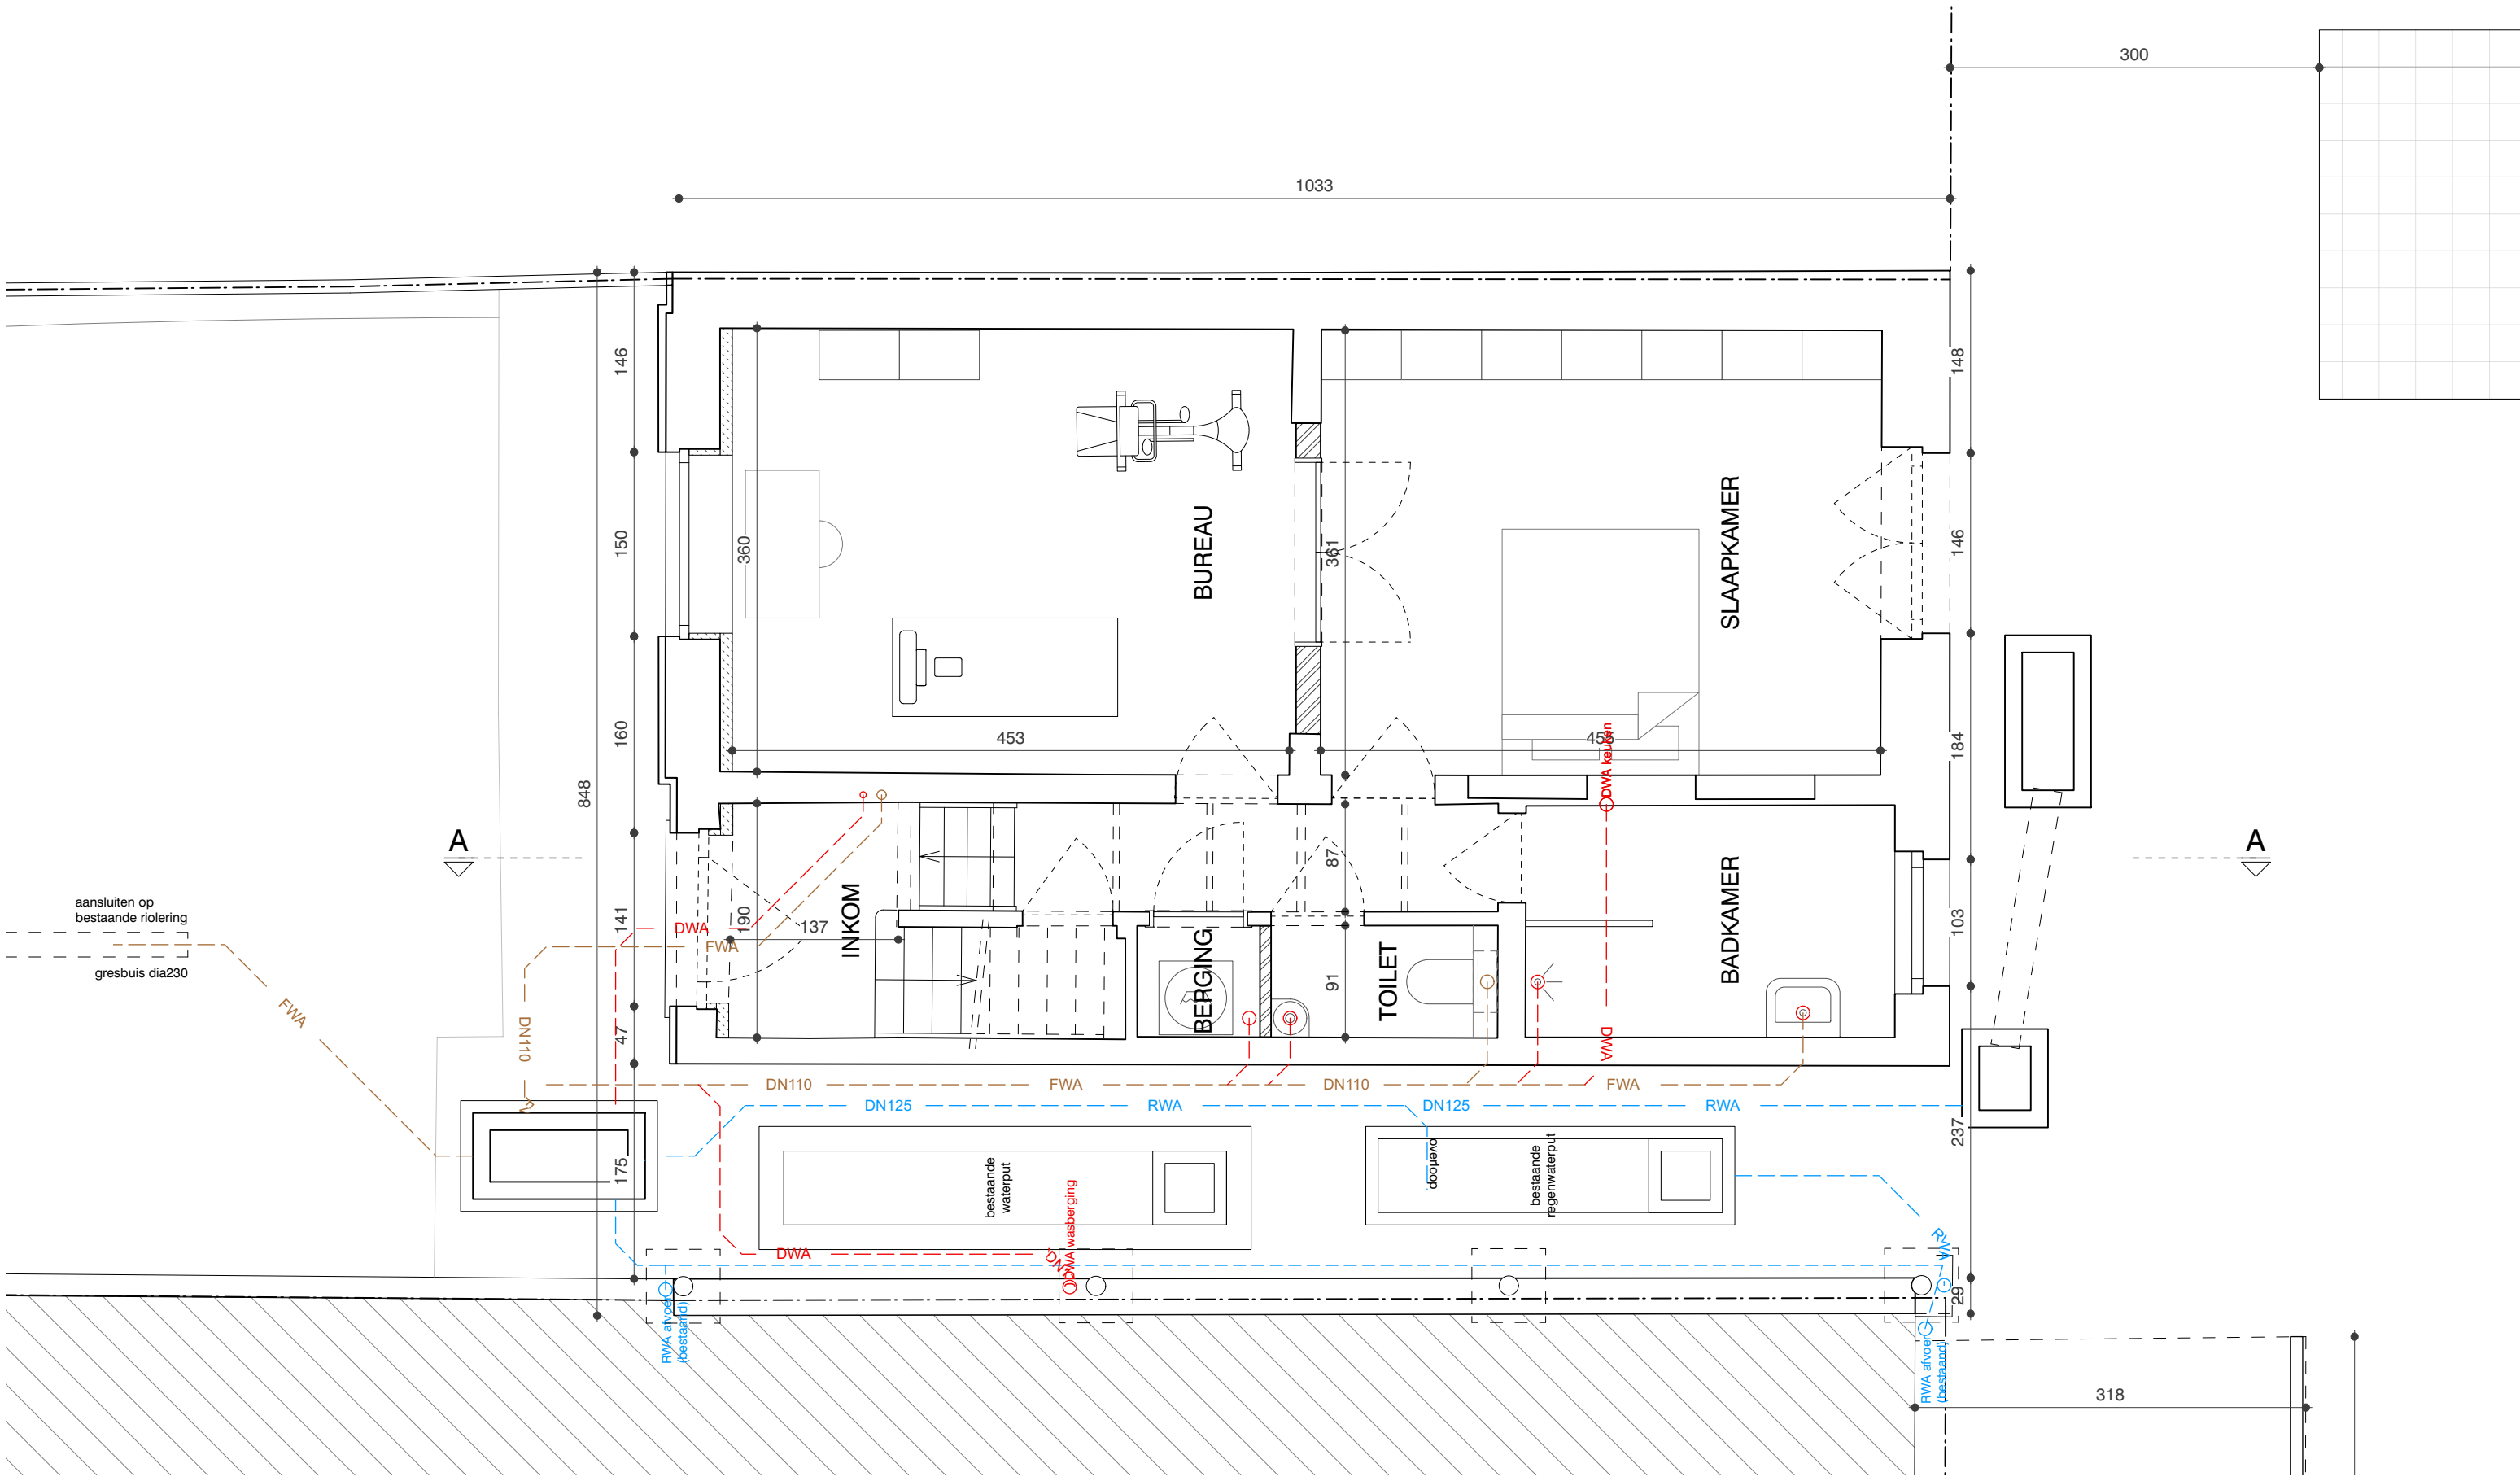 300
1033
146
148
360
361
150
146
BUREAU
SLAAPKAMER
160
453
DWA keuken
184
848
A
A
87
aansluiten op
bestaande riolering
gresbuis dia230
141
DWA
FWA
190
137
INKOM
BERGING
91
TOILET
BADKAMER
103
FWA
DN110
47
DWA
DN110
FWA
DN110
FWA
DN125
RWA
DN125
RWA
237
175
bestaande
waterput
overloop
bestaande
regenwaterput
DWA wasberging
DWA
RWA
29
RWA afvoer
(bestaand)
RWA afvoer
(bestaand)
318